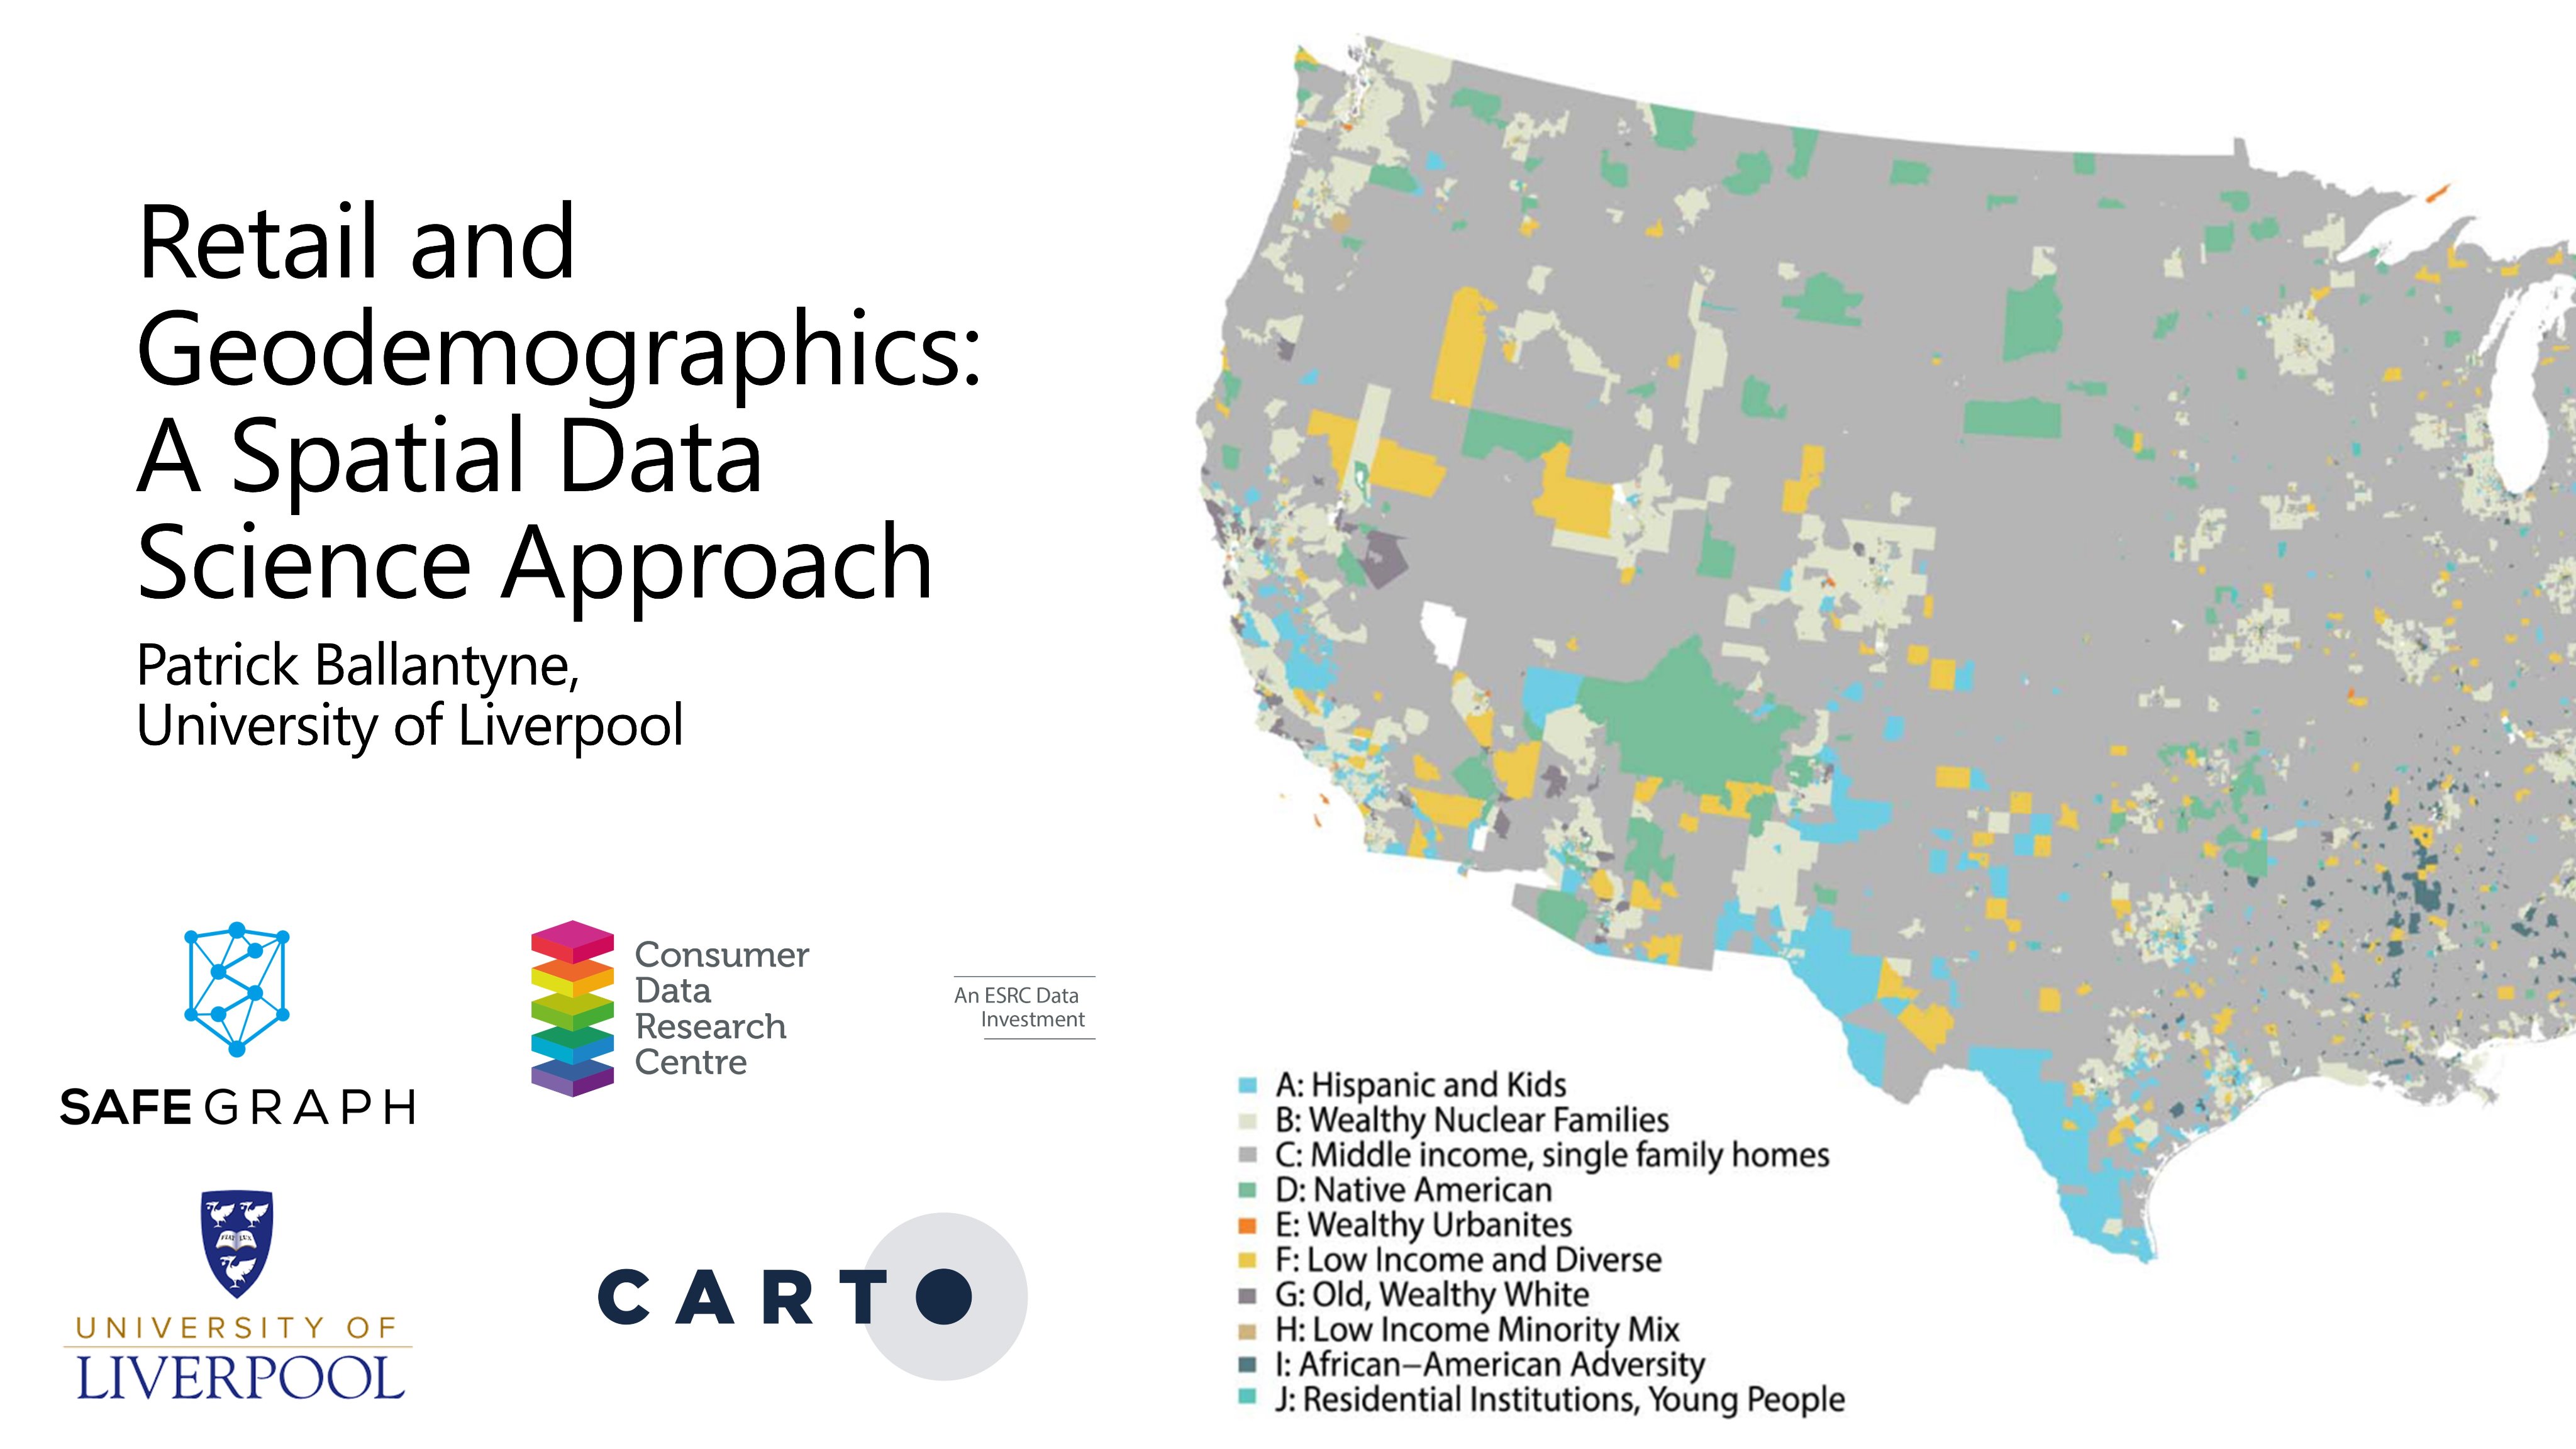 Retail and
Geodemographics:
A Spatial Data
Science Approach
Patrick Ballantyne,
University of Liverpool
SAFEGRAPH
Consumer
Data
Research
Centre
An ESRC Data
Investment
UNIVERSITY OF
LIVERPOOL
CARTO
A: Hispanic and Kids
B: Wealthy Nuclear Families
C: Middle income, single family homes
D: Native American
E: Wealthy Urbanites
F: Low Income and Diverse
G: Old, Wealthy White
H: Low Income Minority Mix
I: African–American Adversity
J: Residential Institutions, Young People